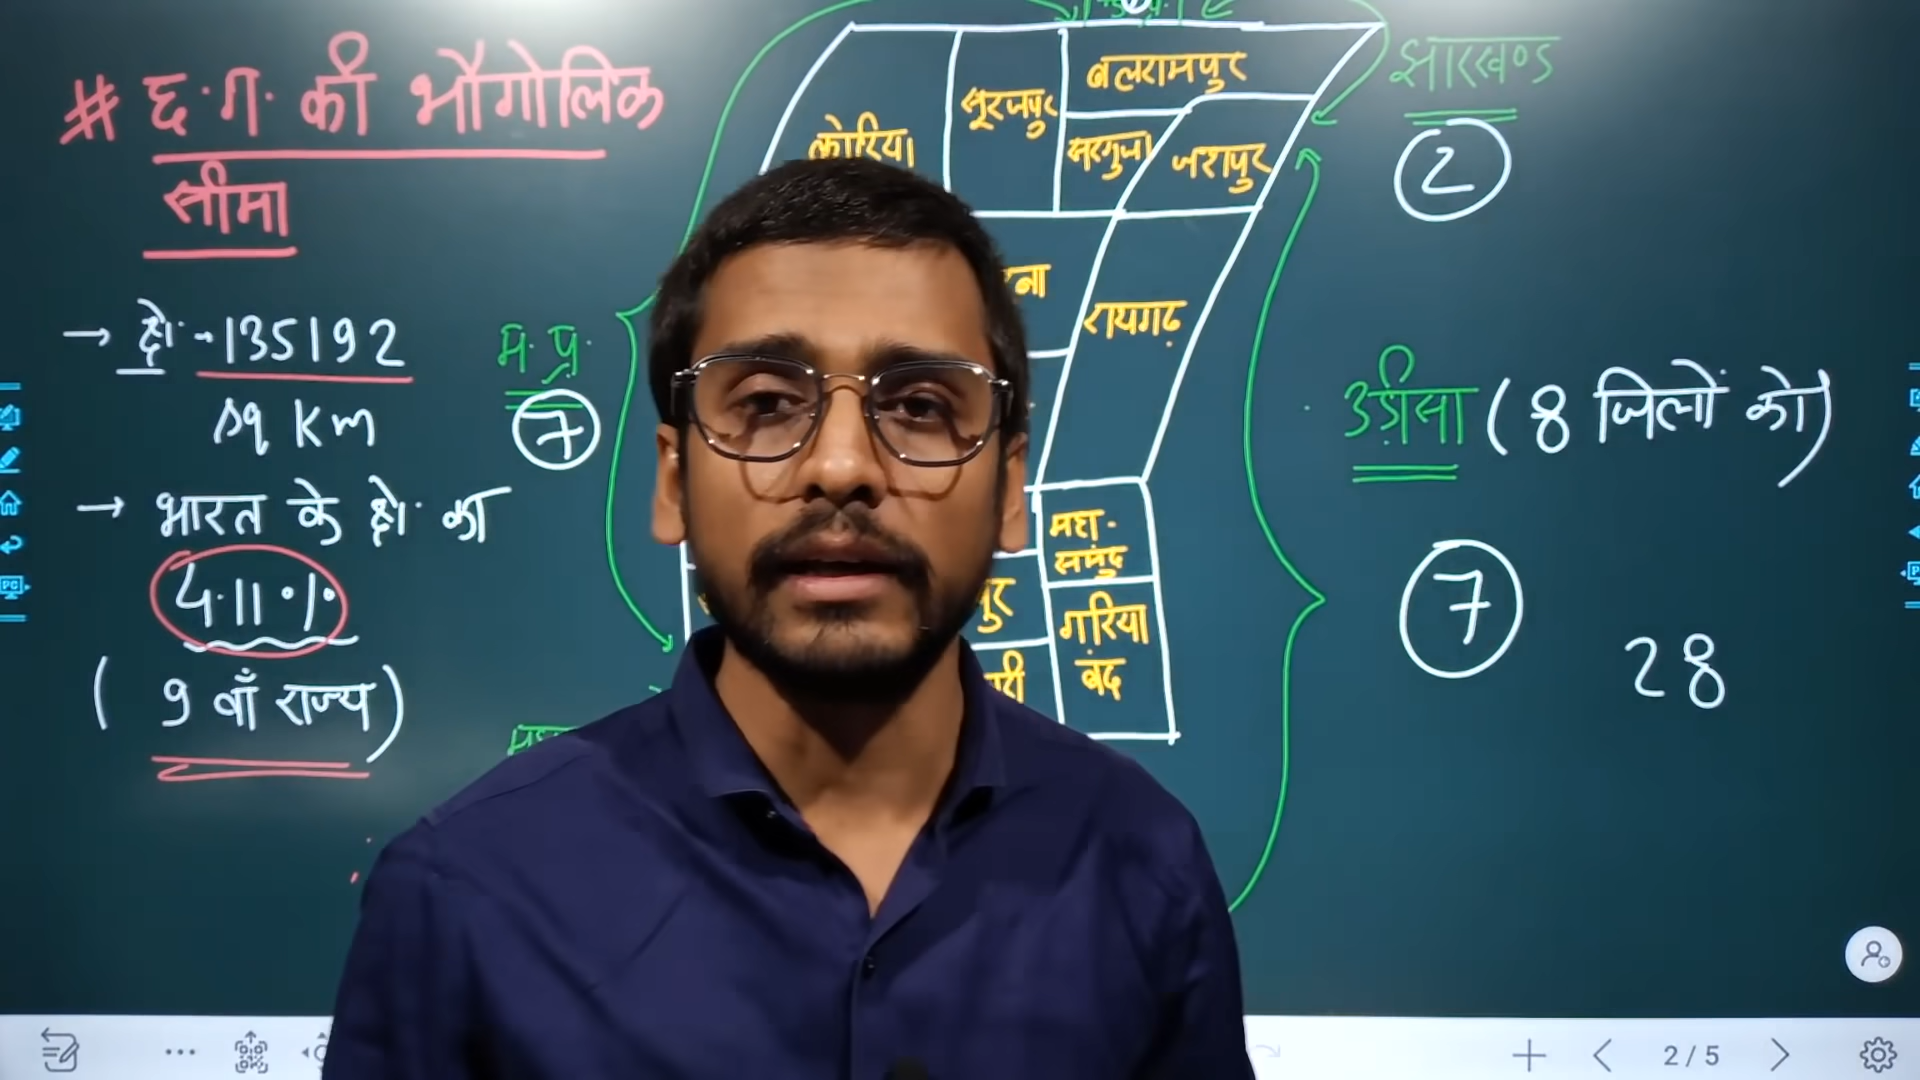 # छ.ग. की भौगोलिक
सीमा
→ क्षे. - 135192
sq km
→ भारत के क्षे. का
4.11 %
( 9 वाँ राज्य )
म. प्र.
7
कोरिया
सूरजपुर
बलरामपुर
सरगुजा
जशपुर
रायगढ़
महा-
समुंद
गरिया
बंद
झारखण्ड
2
उड़ीसा ( 8 जिलों को )
7
28
2 / 5